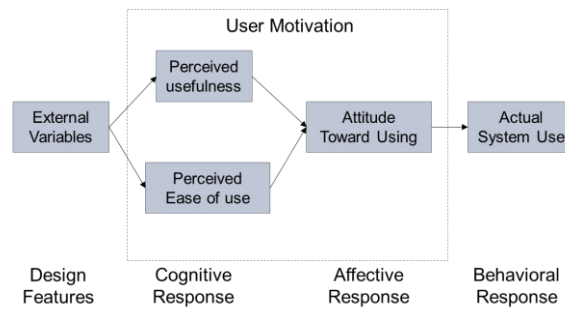 User Motivation
Perceived
usefulness
External
Variables
Attitude
Toward Using
Actual
System Use
Perceived
Ease of use
Design
Features
Cognitive
Response
Affective
Response
Behavioral
Response